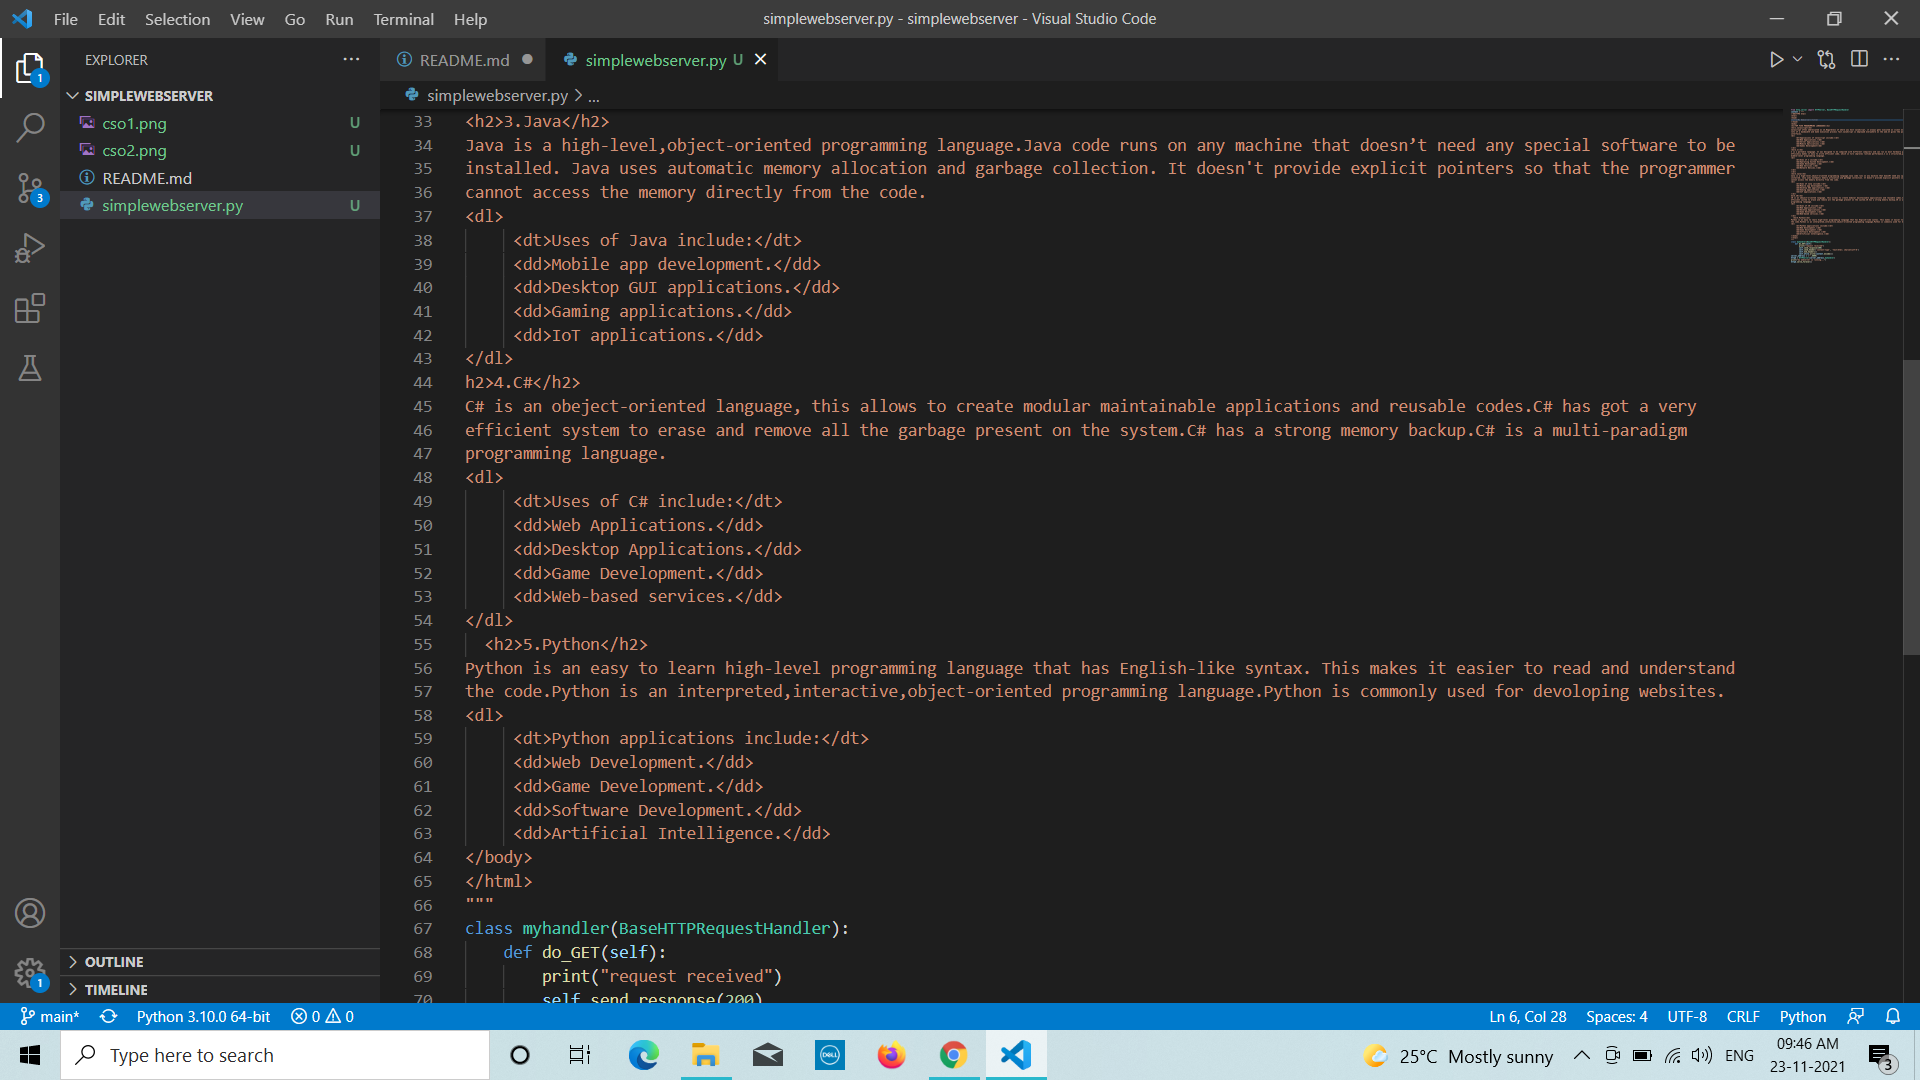 File Edit Selection View Go Run Terminal Help
simplewebserver.py - simplewebserver - Visual Studio Code
EXPLORER
README.md
simplewebserver.py U
SIMPLEWEBSERVER
cso1.png U
cso2.png U
README.md
simplewebserver.py U
1
3
simplewebserver.py > ...
33 <h2>3.Java</h2>
34 Java is a high-level,object-oriented programming language.Java code runs on any machine that doesn’t need any special software to be
35 installed. Java uses automatic memory allocation and garbage collection. It doesn't provide explicit pointers so that the programmer
36 cannot access the memory directly from the code.
37 <dl>
38 <dt>Uses of Java include:</dt>
39 <dd>Mobile app development.</dd>
40 <dd>Desktop GUI applications.</dd>
41 <dd>Gaming applications.</dd>
42 <dd>IoT applications.</dd>
43 </dl>
44 h2>4.C#</h2>
45 C# is an obeject-oriented language, this allows to create modular maintainable applications and reusable codes.C# has got a very
46 efficient system to erase and remove all the garbage present on the system.C# has a strong memory backup.C# is a multi-paradigm
47 programming language.
48 <dl>
49 <dt>Uses of C# include:</dt>
50 <dd>Web Applications.</dd>
51 <dd>Desktop Applications.</dd>
52 <dd>Game Development.</dd>
53 <dd>Web-based services.</dd>
54 </dl>
55 <h2>5.Python</h2>
56 Python is an easy to learn high-level programming language that has English-like syntax. This makes it easier to read and understand
57 the code.Python is an interpreted,interactive,object-oriented programming language.Python is commonly used for devoloping websites.
58 <dl>
59 <dt>Python applications include:</dt>
60 <dd>Web Development.</dd>
61 <dd>Game Development.</dd>
62 <dd>Software Development.</dd>
63 <dd>Artificial Intelligence.</dd>
64 </body>
65 </html>
66 """
67 class myhandler(BaseHTTPRequestHandler):
68 def do_GET(self):
69 print("request received")
70 self.send_response(200)
OUTLINE
TIMELINE
1
main* Python 3.10.0 64-bit 0 0
Ln 6, Col 28 Spaces: 4 UTF-8 CRLF Python
Type here to search
DELL
25°C Mostly sunny
ENG
09:46 AM
23-11-2021
3